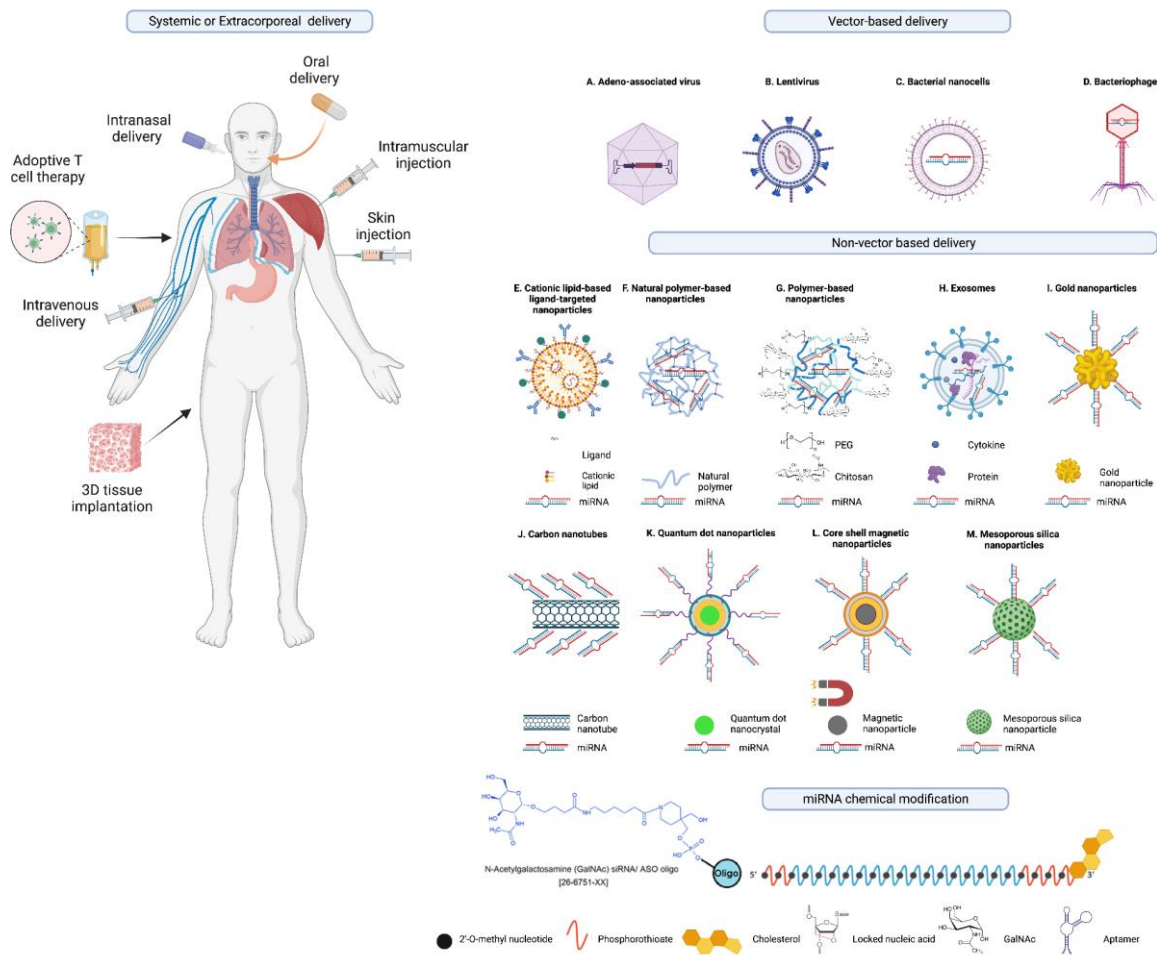 Systemic or Extracorporeal delivery
Oral
delivery
Intranasal
delivery
Intramuscular
injection
Adoptive T
cell therapy
Skin
injection
Intravenous
delivery
3D tissue
implantation
Vector-based delivery
A. Adeno-associated virus
B. Lentivirus
C. Bacterial nanocells
D. Bacteriophage
Non-vector based delivery
E. Cationic lipid-based
ligand-targeted
nanoparticles
F. Natural polymer-based
nanoparticles
G. Polymer-based
nanoparticles
H. Exosomes
I. Gold nanoparticles
Ligand
Cationic
lipid
miRNA
Natural
polymer
miRNA
PEG
Chitosan
miRNA
Cytokine
Protein
miRNA
Gold
nanoparticle
miRNA
J. Carbon nanotubes
K. Quantum dot nanoparticles
L. Core shell magnetic
nanoparticles
M. Mesoporous silica
nanoparticles
Carbon
nanotube
miRNA
Quantum dot
nanocrystal
miRNA
Magnetic
nanoparticle
miRNA
Mesoporous silica
nanoparticle
miRNA
miRNA chemical modification
N-Acetylgalactosamine (GalNAc) siRNA/ ASO oligo
[26-6751-XX]
Oligo
5'
3'
2'-O-methyl nucleotide
Phosphorothioate
Cholesterol
Locked nucleic acid
GalNAc
Aptamer